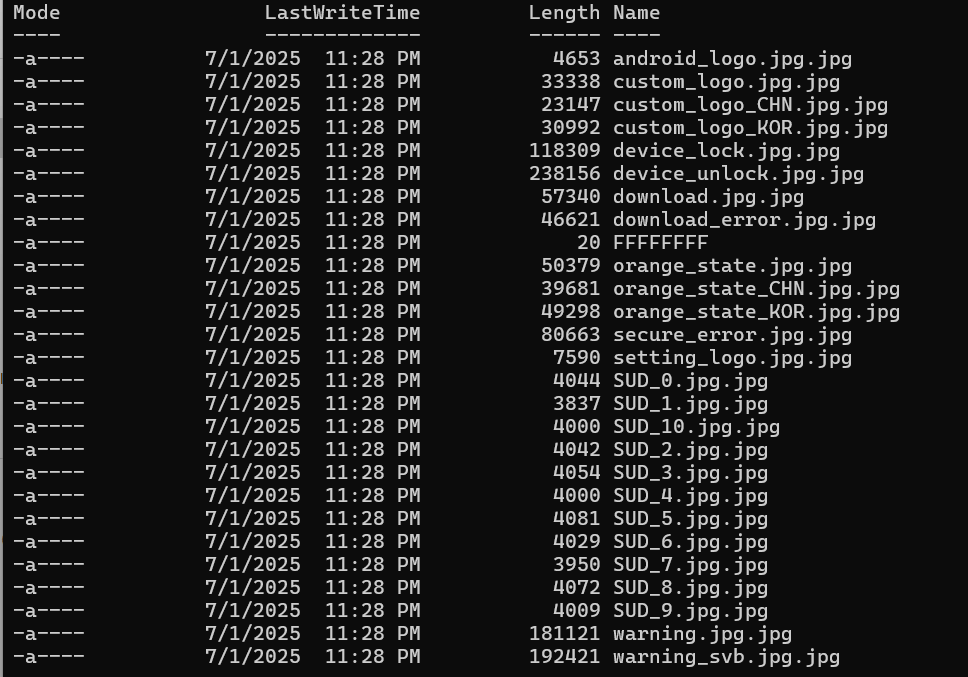 Mode                 LastWriteTime         Length Name
----                 -------------         ------ ----
-a----          7/1/2025  11:28 PM           4653 android_logo.jpg.jpg
-a----          7/1/2025  11:28 PM          33338 custom_logo.jpg.jpg
-a----          7/1/2025  11:28 PM          23147 custom_logo_CHN.jpg.jpg
-a----          7/1/2025  11:28 PM          30992 custom_logo_KOR.jpg.jpg
-a----          7/1/2025  11:28 PM         118309 device_lock.jpg.jpg
-a----          7/1/2025  11:28 PM         238156 device_unlock.jpg.jpg
-a----          7/1/2025  11:28 PM          57340 download.jpg.jpg
-a----          7/1/2025  11:28 PM          46621 download_error.jpg.jpg
-a----          7/1/2025  11:28 PM             20 FFFFFFFF
-a----          7/1/2025  11:28 PM          50379 orange_state.jpg.jpg
-a----          7/1/2025  11:28 PM          39681 orange_state_CHN.jpg.jpg
-a----          7/1/2025  11:28 PM          49298 orange_state_KOR.jpg.jpg
-a----          7/1/2025  11:28 PM          80663 secure_error.jpg.jpg
-a----          7/1/2025  11:28 PM           7590 setting_logo.jpg.jpg
-a----          7/1/2025  11:28 PM           4044 SUD_0.jpg.jpg
-a----          7/1/2025  11:28 PM           3837 SUD_1.jpg.jpg
-a----          7/1/2025  11:28 PM           4000 SUD_10.jpg.jpg
-a----          7/1/2025  11:28 PM           4042 SUD_2.jpg.jpg
-a----          7/1/2025  11:28 PM           4054 SUD_3.jpg.jpg
-a----          7/1/2025  11:28 PM           4000 SUD_4.jpg.jpg
-a----          7/1/2025  11:28 PM           4081 SUD_5.jpg.jpg
-a----          7/1/2025  11:28 PM           4029 SUD_6.jpg.jpg
-a----          7/1/2025  11:28 PM           3950 SUD_7.jpg.jpg
-a----          7/1/2025  11:28 PM           4072 SUD_8.jpg.jpg
-a----          7/1/2025  11:28 PM           4009 SUD_9.jpg.jpg
-a----          7/1/2025  11:28 PM         181121 warning.jpg.jpg
-a----          7/1/2025  11:28 PM         192421 warning_svb.jpg.jpg